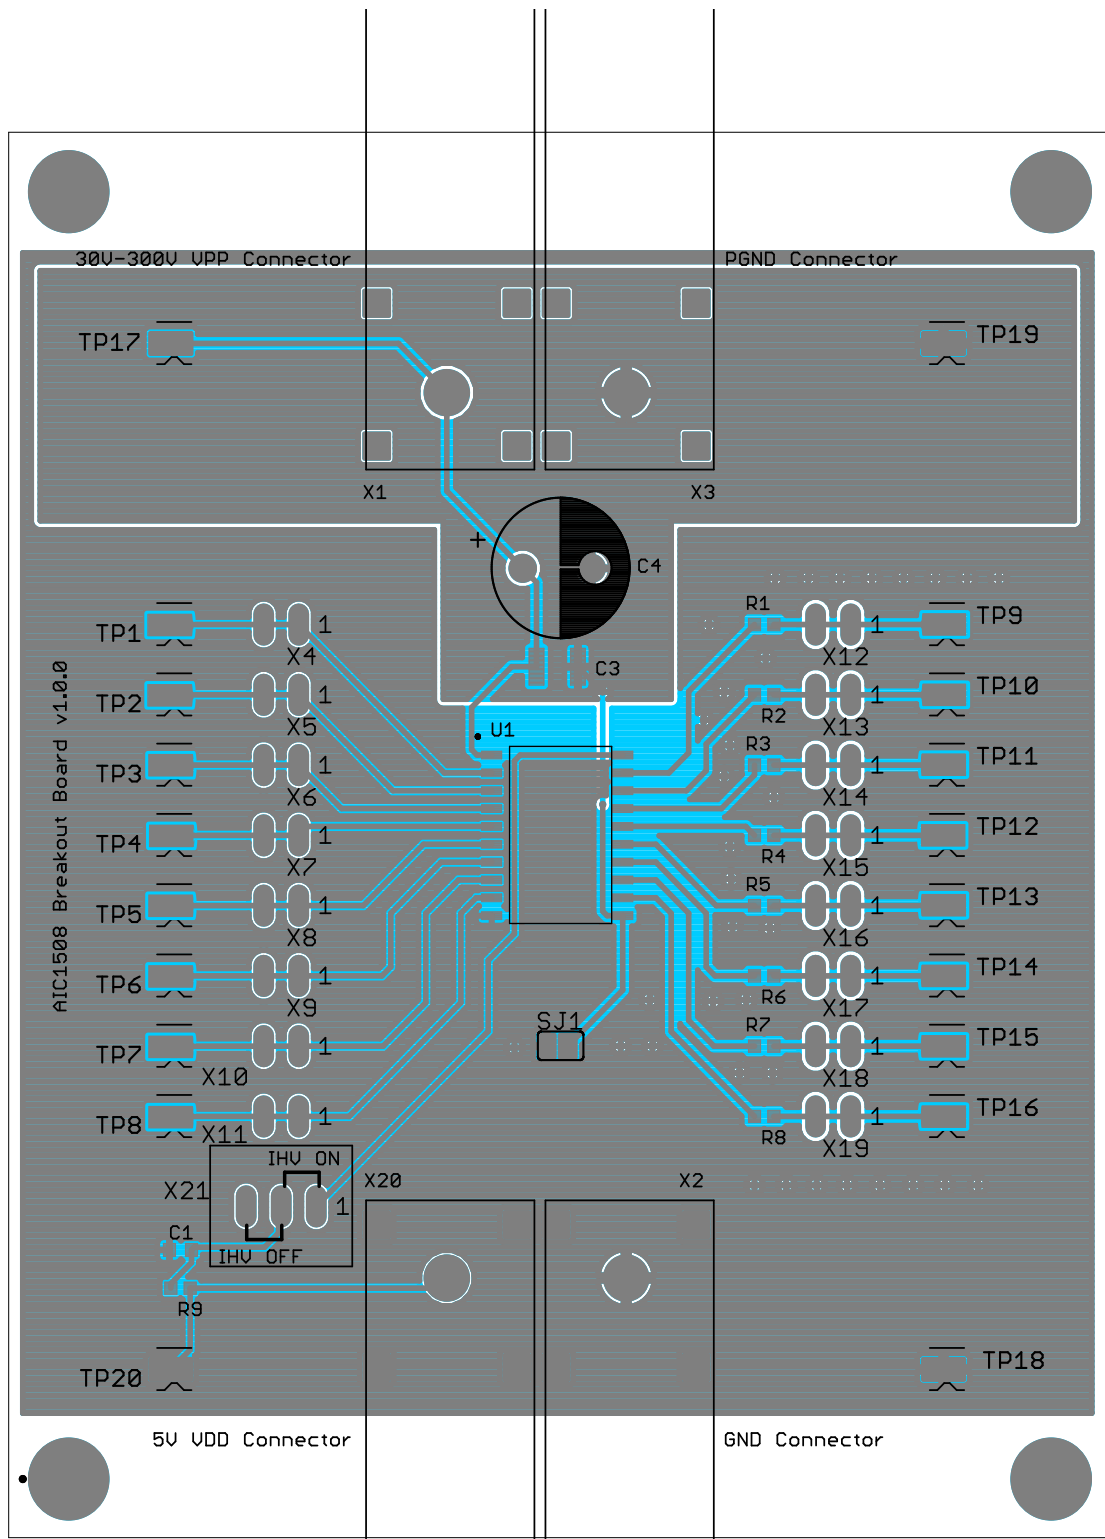 30V-300V VPP Connector
PGND Connector
TP17
TP19
X1
X3
+
C4
R1
TP1
1
X4
C3
1
X12
TP9
TP2
1
X5
R2
1
X13
TP10
U1
R3
TP3
1
X6
1
X14
TP11
TP4
1
X7
R4
1
X15
TP12
R5
TP5
1
X8
1
X16
TP13
TP6
1
X9
R6
1
X17
TP14
SJ1
R7
TP7
1
X10
1
X18
TP15
TP8
1
X11
R8
1
X19
TP16
AIC1508 Breakout Board v1.0.0
IHV ON
X21
1
X20
X2
C1
IHV OFF
R9
TP20
TP18
5V VDD Connector
GND Connector